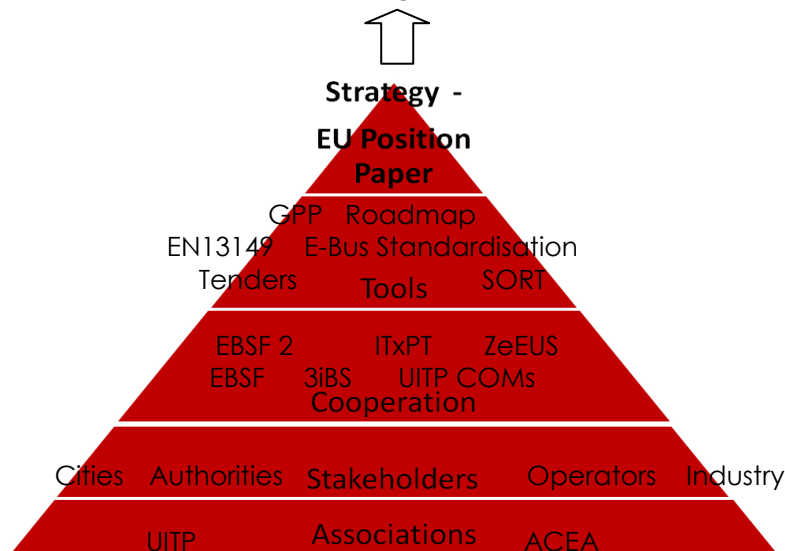 Strategy -
EU Position
Paper
GPP Roadmap
EN13149 E-Bus Standardisation
Tenders Tools SORT
EBSF 2 ITxPT ZeEUS
EBSF 3iBS UITP COMs
Cooperation
Cities Authorities Stakeholders Operators Industry
UITP Associations ACEA